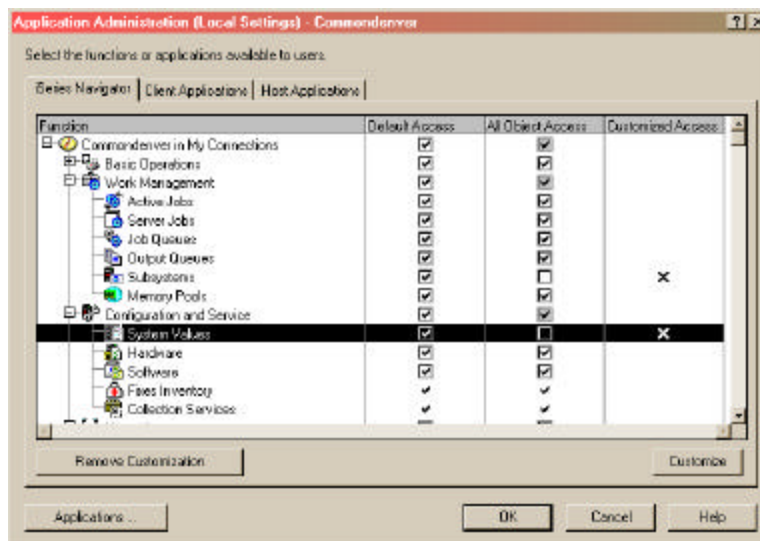 Application Administration (Local Settings) - Commondenver
Select the functions or applications available to users.
iSeries Navigator Client Applications Host Applications
Function Default Access All Object Access Customized Access
Commondenver in My Connections
Basic Operations
Work Management
Active Jobs
Server Jobs
Job Queues
Output Queues
Subsystems
Memory Pools
Configuration and Service
System Values
Hardware
Software
Fixes Inventory
Collection Services
Remove Customization Customize
Applications ... OK Cancel Help